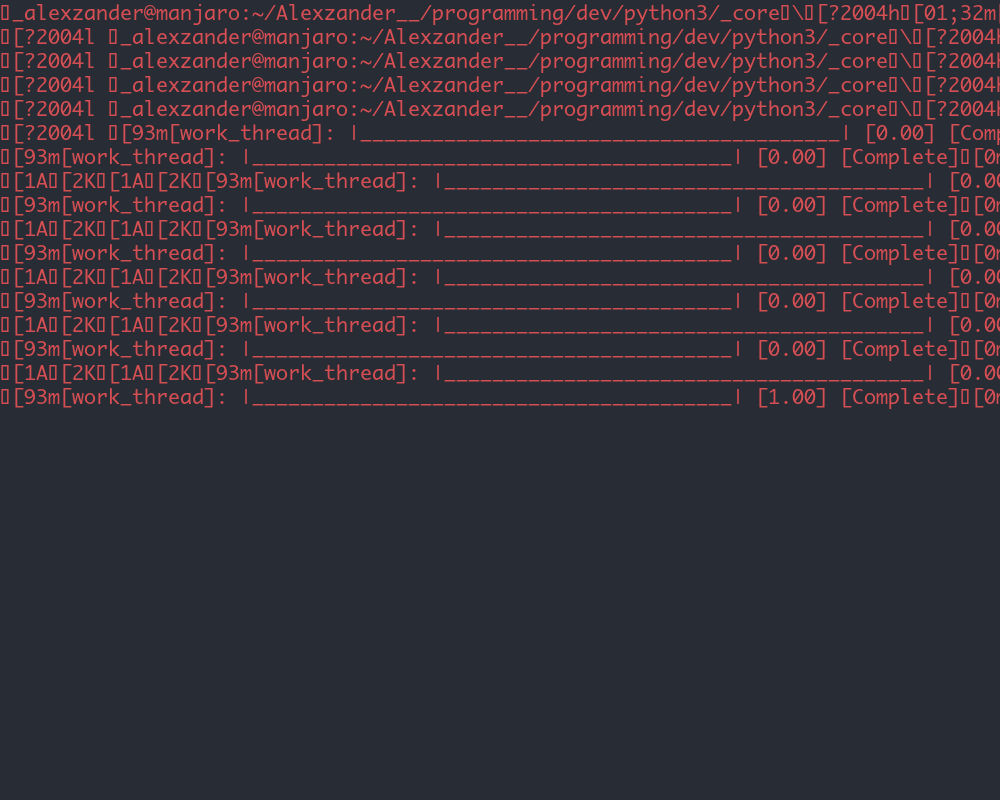 ▯_alexzander@manjaro:~/Alexzander__/programming/dev/python3/_core▯\▯[?2004h▯[01;32m
▯[?2004l ▯_alexzander@manjaro:~/Alexzander__/programming/dev/python3/_core▯\▯[?2004h
▯[?2004l ▯_alexzander@manjaro:~/Alexzander__/programming/dev/python3/_core▯\▯[?2004h
▯[?2004l ▯_alexzander@manjaro:~/Alexzander__/programming/dev/python3/_core▯\▯[?2004h
▯[?2004l ▯_alexzander@manjaro:~/Alexzander__/programming/dev/python3/_core▯\▯[?2004h
▯[?2004l ▯[93m[work_thread]: |________________________________________| [0.00] [Comp
▯[93m[work_thread]: |________________________________________| [0.00] [Complete]▯[0m
▯[1A▯[2K▯[1A▯[2K▯[93m[work_thread]: |________________________________________| [0.00
▯[93m[work_thread]: |________________________________________| [0.00] [Complete]▯[0m
▯[1A▯[2K▯[1A▯[2K▯[93m[work_thread]: |________________________________________| [0.00
▯[93m[work_thread]: |________________________________________| [0.00] [Complete]▯[0m
▯[1A▯[2K▯[1A▯[2K▯[93m[work_thread]: |________________________________________| [0.00
▯[93m[work_thread]: |________________________________________| [0.00] [Complete]▯[0m
▯[1A▯[2K▯[1A▯[2K▯[93m[work_thread]: |________________________________________| [0.00
▯[93m[work_thread]: |________________________________________| [0.00] [Complete]▯[0m
▯[1A▯[2K▯[1A▯[2K▯[93m[work_thread]: |________________________________________| [0.00
▯[93m[work_thread]: |________________________________________| [1.00] [Complete]▯[0m